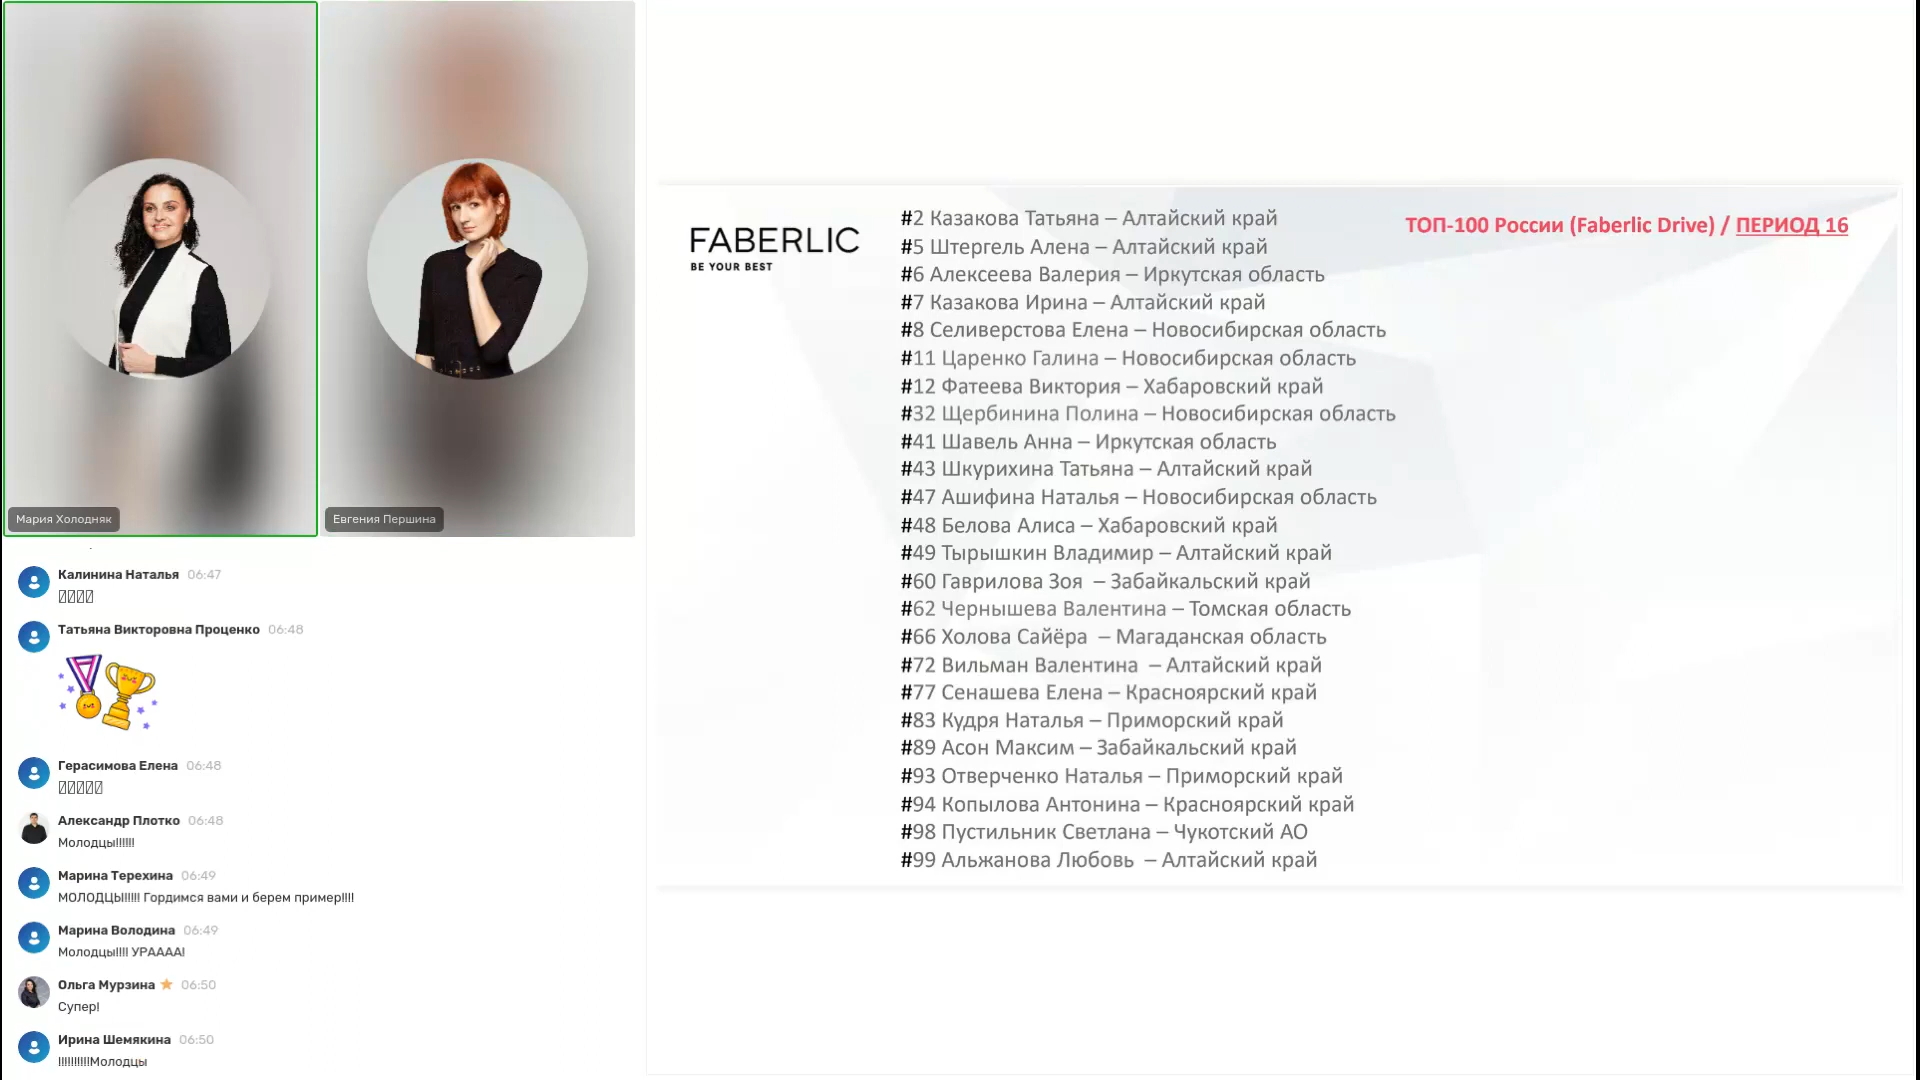 Мария Холодняк
Евгения Першина
Калинина Наталья 06:47
Татьяна Викторовна Проценко 06:48
Герасимова Елена 06:48
Александр Плотко 06:48
Молодцы!!!!!!
Марина Терехина 06:49
МОЛОДЦЫ!!!!! Гордимся вами и берем пример!!!!
Марина Володина 06:49
Молодцы!!!! УРАААА!
Ольга Мурзина 06:50
Супер!
Ирина Шемякина 06:50
!!!!!!!!!!Молодцы
FABERLIC
BE YOUR BEST
ТОП-100 России (Faberlic Drive) / ПЕРИОД 16
#2 Казакова Татьяна – Алтайский край
#5 Штергель Алена – Алтайский край
#6 Алексеева Валерия – Иркутская область
#7 Казакова Ирина – Алтайский край
#8 Селиверстова Елена – Новосибирская область
#11 Царенко Галина – Новосибирская область
#12 Фатеева Виктория – Хабаровский край
#32 Щербинина Полина – Новосибирская область
#41 Шавель Анна – Иркутская область
#43 Шкурихина Татьяна – Алтайский край
#47 Ашифина Наталья – Новосибирская область
#48 Белова Алиса – Хабаровский край
#49 Тырышкин Владимир – Алтайский край
#60 Гаврилова Зоя – Забайкальский край
#62 Чернышева Валентина – Томская область
#66 Холова Сайёра – Магаданская область
#72 Вильман Валентина – Алтайский край
#77 Сенашева Елена – Красноярский край
#83 Кудря Наталья – Приморский край
#89 Асон Максим – Забайкальский край
#93 Отверченко Наталья – Приморский край
#94 Копылова Антонина – Красноярский край
#98 Пустильник Светлана – Чукотский АО
#99 Альжанова Любовь – Алтайский край